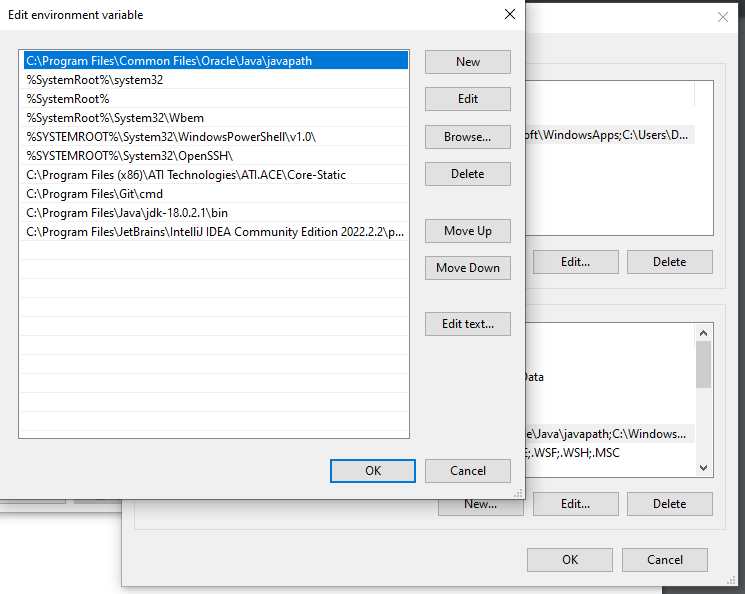 Edit environment variable
C:\Program Files\Common Files\Oracle\Java\javapath
%SystemRoot%\system32
%SystemRoot%
%SystemRoot%\System32\Wbem
%SYSTEMROOT%\System32\WindowsPowerShell\v1.0\
%SYSTEMROOT%\System32\OpenSSH\
C:\Program Files (x86)\ATI Technologies\ATI.ACE\Core-Static
C:\Program Files\Git\cmd
C:\Program Files\Java\jdk-18.0.2.1\bin
C:\Program Files\JetBrains\IntelliJ IDEA Community Edition 2022.2.2\p...
New
Edit
Browse...
Delete
Move Up
Move Down
Edit text...
OK
Cancel
oft\WindowsApps;C:\Users\D...
Edit...
Delete
Data
e\Java\javapath;C:\Windows...
E;.WSF;.WSH;.MSC
New...
Edit...
Delete
OK
Cancel